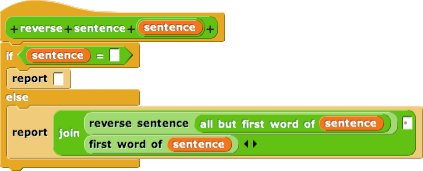 + reverse + sentence + sentence +
if sentence =
report
else
report join reverse sentence all but first word of sentence
first word of sentence